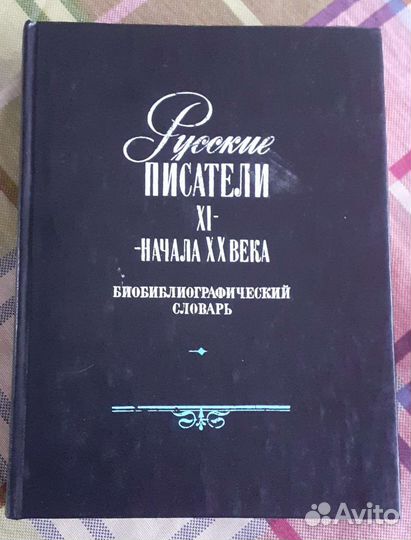 Русские
ПИСАТЕЛИ
XI-
-НАЧАЛА XX ВЕКА
БИОБИБЛИОГРАФИЧЕСКИЙ
СЛОВАРЬ
Avito